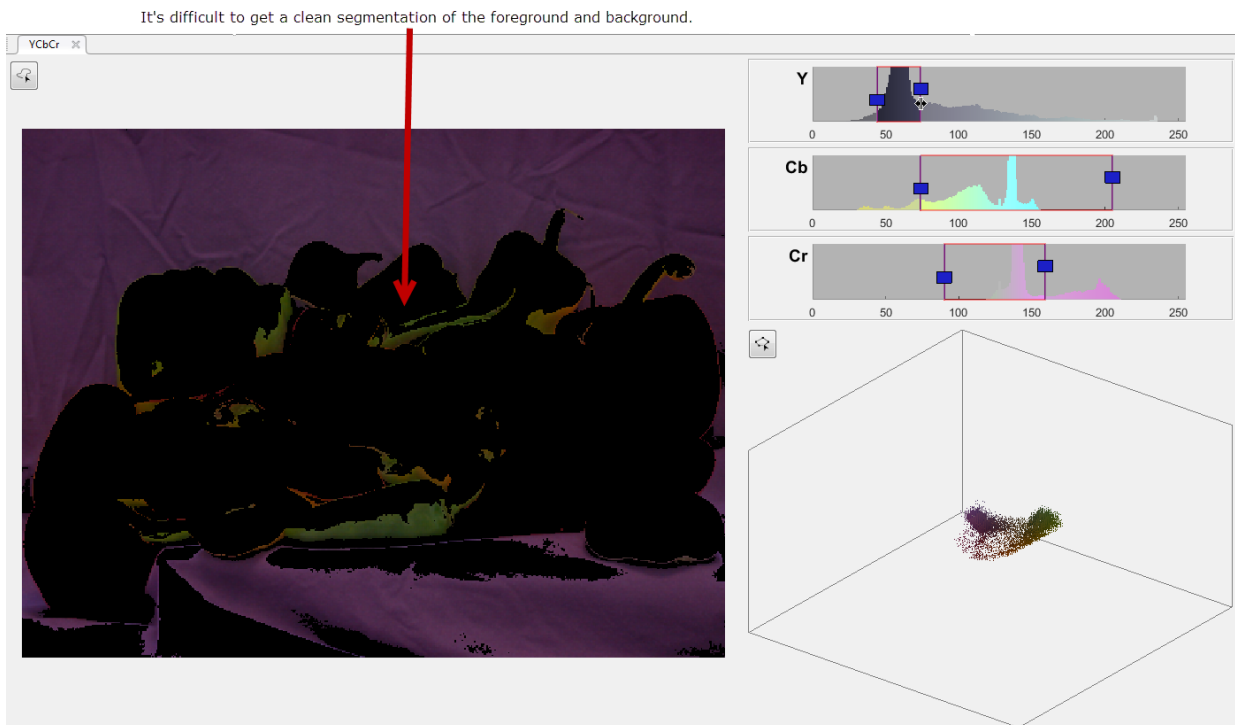 It's difficult to get a clean segmentation of the foreground and background.
YCbCr
Y
0 50 100 150 200 250
Cb
0 50 100 150 200 250
Cr
0 50 100 150 200 250